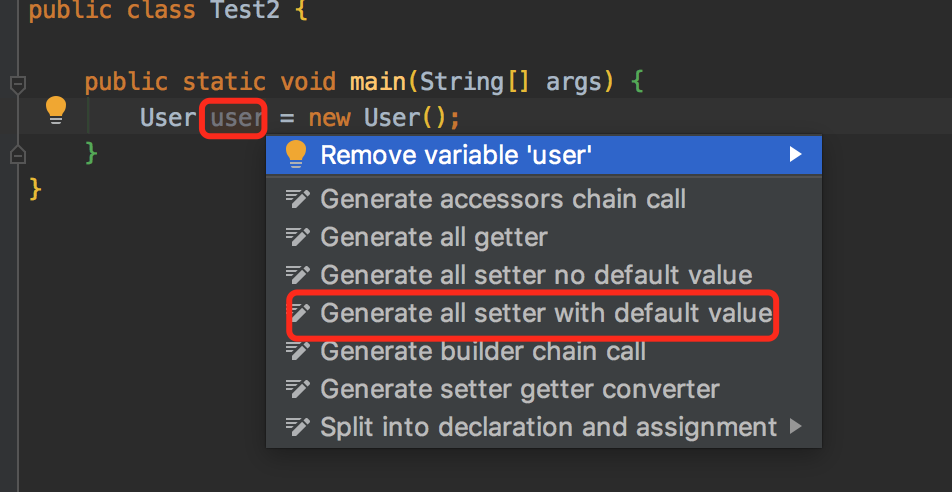 public class Test2 {
public static void main(String[] args) {
User user = new User();
}
}
Remove variable 'user'
Generate accessors chain call
Generate all getter
Generate all setter no default value
Generate all setter with default value
Generate builder chain call
Generate setter getter converter
Split into declaration and assignment